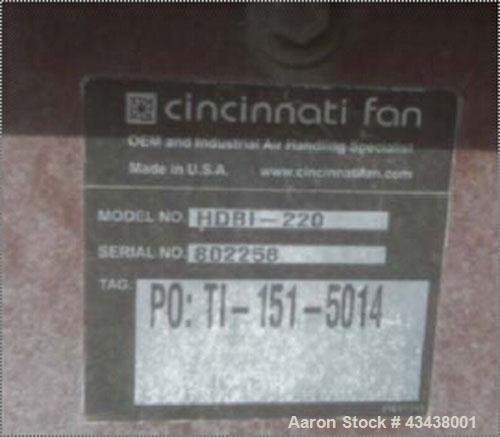 cincinnati fan
OEM and Industrial Air Handling Specialist
Made in U.S.A. www.cincinnatifan.com
MODEL NO. HDBI-220
SERIAL NO. 802258
TAG:
PO: TI-151-5014
Aaron Stock # 43438001